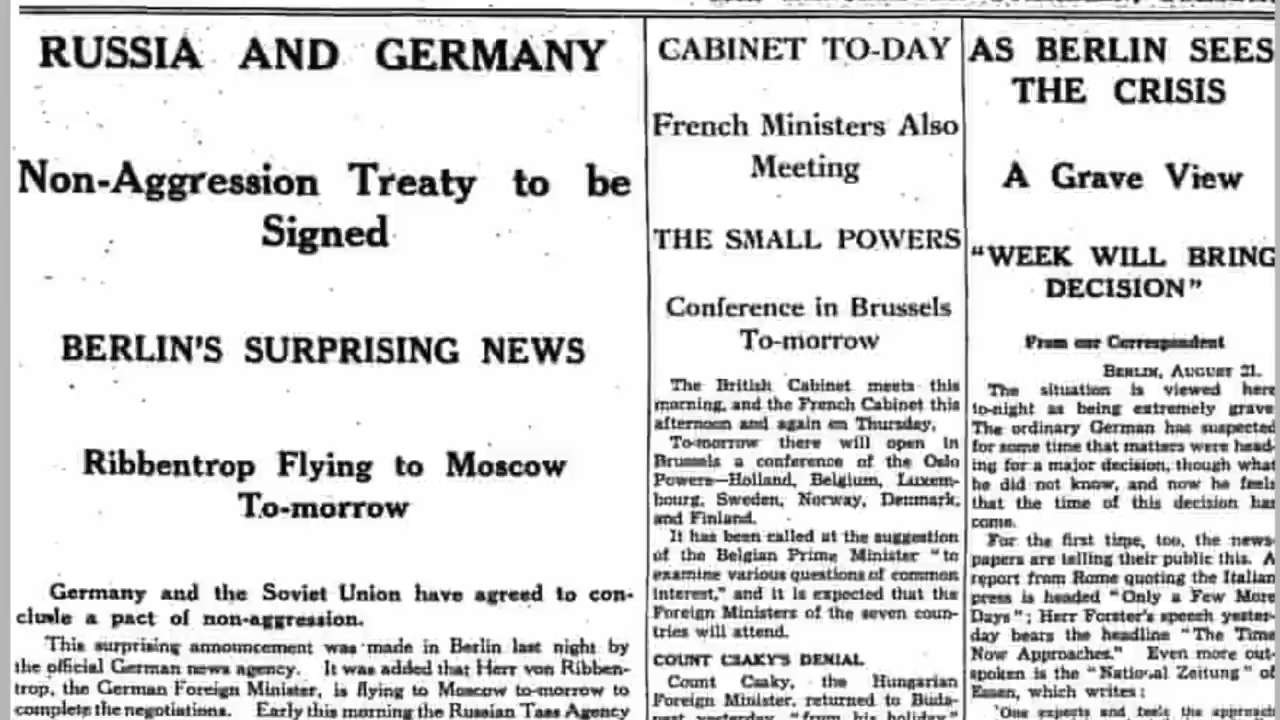 RUSSIA AND GERMANY
Non-Aggression Treaty to be
Signed
BERLIN'S SURPRISING NEWS
Ribbentrop Flying to Moscow
To-morrow
Germany and the Soviet Union have agreed to con-
clude a pact of non-aggression.
This surprising announcement was made in Berlin last night by
the official German news agency. It was added that Herr von Ribben-
trop, the German Foreign Minister, is flying to Moscow to-morrow to
complete the negotiations. Early this morning the Russian Tass Agency
CABINET TO-DAY
French Ministers Also
Meeting
THE SMALL POWERS
Conference in Brussels
To-morrow
The British Cabinet meets this
morning, and the French Cabinet this
afternoon and again on Thursday.
To-morrow there will open in
Brussels a conference of the Oslo
Powers—Holland, Belgium, Luxem-
bourg, Sweden, Norway, Denmark,
and Finland.
It has been called at the suggestion
of the Belgian Prime Minister "to
examine various questions of common
interest," and it is expected that the
Foreign Ministers of the seven coun-
tries will attend.
COUNT CSAKY'S DENIAL
Count Csaky, the Hungarian
Foreign Minister, returned to Buda-
pest yesterday "from his holiday"
AS BERLIN SEES
THE CRISIS
A Grave View
"WEEK WILL BRING
DECISION"
From our Correspondent
BERLIN, AUGUST 21.
The situation is viewed here
to-night as being extremely grave
The ordinary German has suspected
for some time that matters were head-
ing for a major decision, though what
he did not know, and now he feels
that the time of this decision has
come.
For the first time, too, the news-
papers are telling their public this. A
report from Rome quoting the Italian
press is headed "Only a Few More
Days"; Herr Forster's speech yester-
day bears the headline "The Time
Now Approaches." Even more out-
spoken is the "National Zeitung" of
Essen, which writes:
"One expects and feels the approach